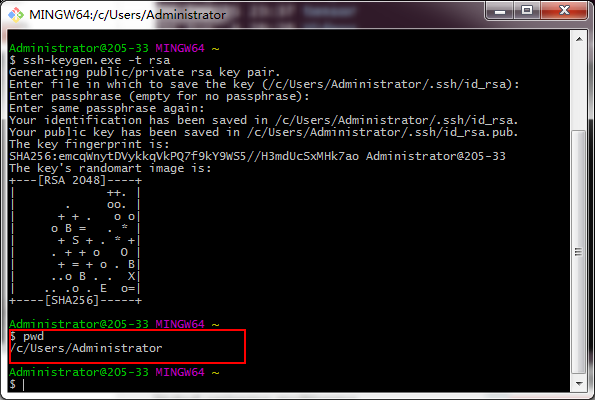 MINGW64:/c/Users/Administrator
Administrator@205-33 MINGW64 ~
$ ssh-keygen.exe -t rsa
Generating public/private rsa key pair.
Enter file in which to save the key (/c/Users/Administrator/.ssh/id_rsa):
Enter passphrase (empty for no passphrase):
Enter same passphrase again:
Your identification has been saved in /c/Users/Administrator/.ssh/id_rsa.
Your public key has been saved in /c/Users/Administrator/.ssh/id_rsa.pub.
The key fingerprint is:
SHA256:emcqWnytDVykkqVkPQ7f9kY9WS5//H3mdUcSxMHk7ao Administrator@205-33
The key's randomart image is:
+---[RSA 2048]----+
|             ++. |
|       .     oo. |
|      + + .   o o|
|     o B =   . * |
|      + S + . * +|
|     . + + o   O |
|      + = + o . B|
|     ..o B . .  X|
|    .. .o . E  o=|
+----[SHA256]-----+
Administrator@205-33 MINGW64 ~
$ pwd
/c/Users/Administrator
Administrator@205-33 MINGW64 ~
$